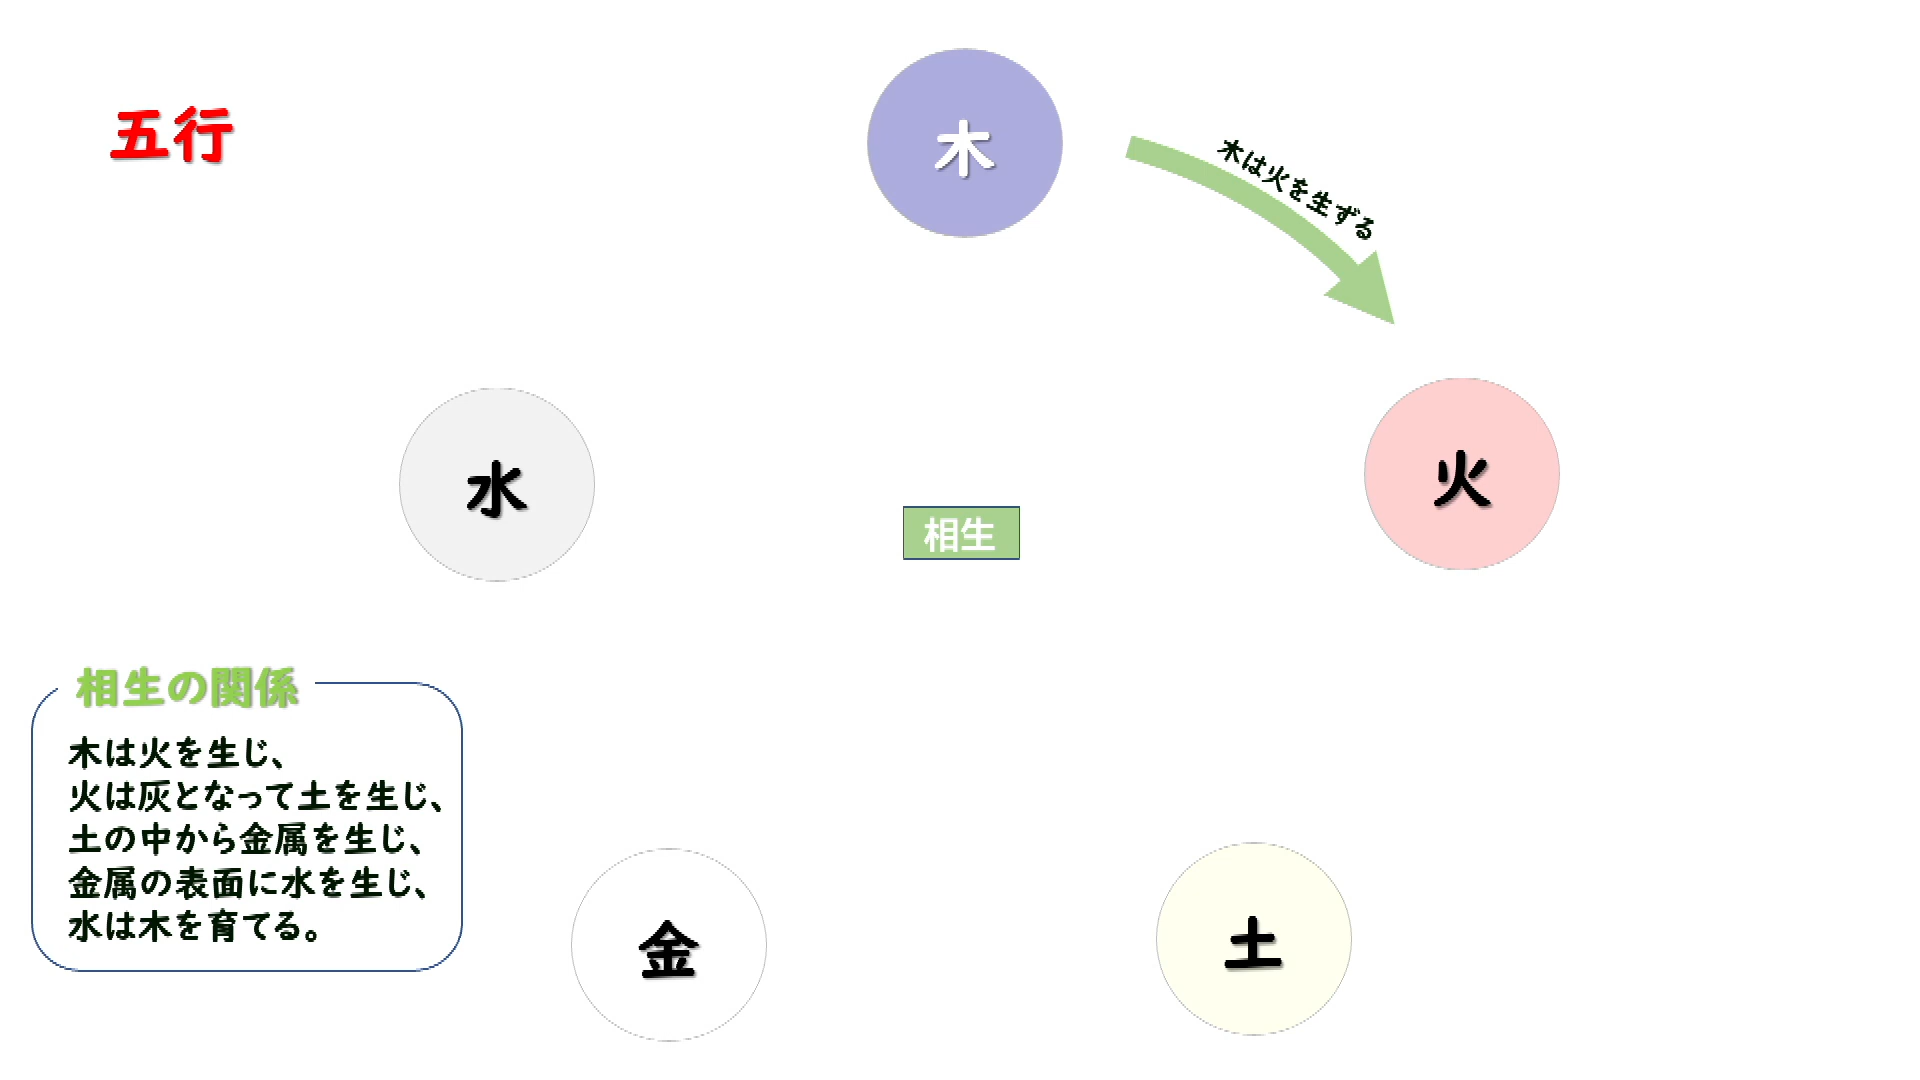 五行
木
木は火を生ずる
水
火
相生
相生の関係
木は火を生じ、
火は灰となって土を生じ、
土の中から金属を生じ、
金属の表面に水を生じ、
水は木を育てる。
金
土